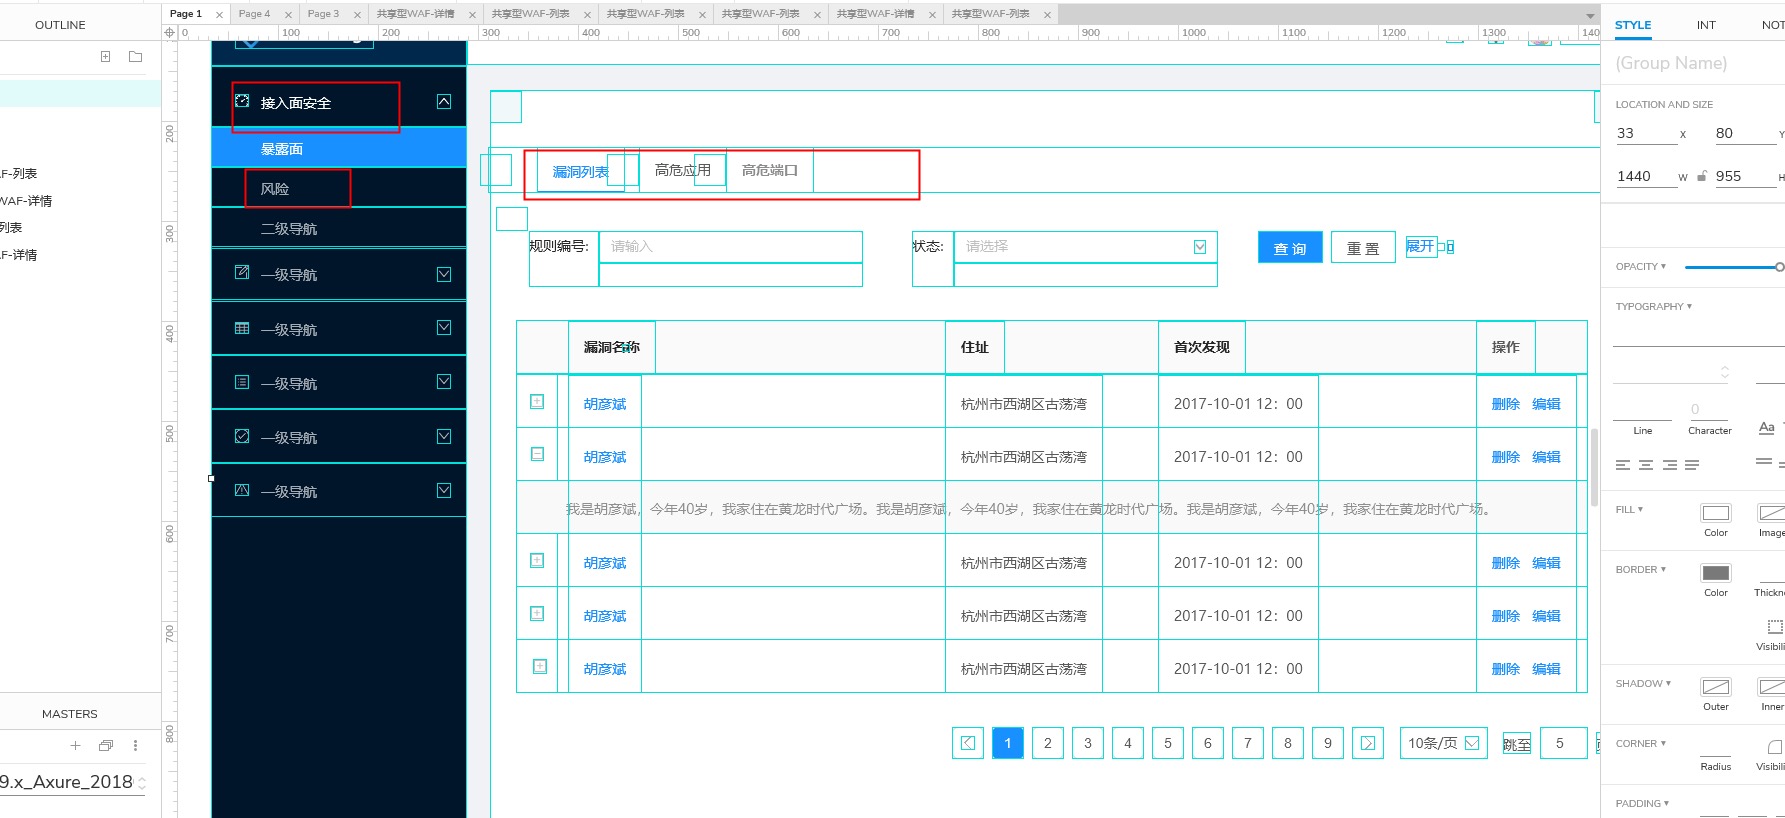 Page 1 Page 4 Page 3 共享型WAF-详情 共享型WAF-列表 共享型WAF-列表 共享型WAF-列表 共享型WAF-详情 共享型WAF-列表
OUTLINE
0 100 200 300 400 500 600 700 800 900 1000 1100 1200 1300 140
STYLE INT NOT
(Group Name)
LOCATION AND SIZE
33 X 80 Y
1440 W 955 H
OPACITY
TYPOGRAPHY
0
Line Character
Aa
FILL
Color Image
BORDER
Color Thickne
Visibili
SHADOW
Outer Inner
CORNER
Radius Visibili
PADDING
F-列表
WAF-详情
列表
F-详情
MASTERS
9.x_Axure_2018
200
300
400
500
600
700
800
接入面安全
暴露面
风险
二级导航
一级导航
一级导航
一级导航
一级导航
一级导航
漏洞列表 高危应用 高危端口
规则编号: 请输入 状态: 请选择 查 询 重 置 展开
漏洞名称 住址 首次发现 操作
胡彦斌 杭州市西湖区古荡湾 2017-10-01 12：00 删除 编辑
胡彦斌 杭州市西湖区古荡湾 2017-10-01 12：00 删除 编辑
我是胡彦斌，今年40岁，我家住在黄龙时代广场。我是胡彦斌，今年40岁，我家住在黄龙时代广场。我是胡彦斌，今年40岁，我家住在黄龙时代广场。
胡彦斌 杭州市西湖区古荡湾 2017-10-01 12：00 删除 编辑
胡彦斌 杭州市西湖区古荡湾 2017-10-01 12：00 删除 编辑
胡彦斌 杭州市西湖区古荡湾 2017-10-01 12：00 删除 编辑
1 2 3 4 5 6 7 8 9 10条/页 跳至 5